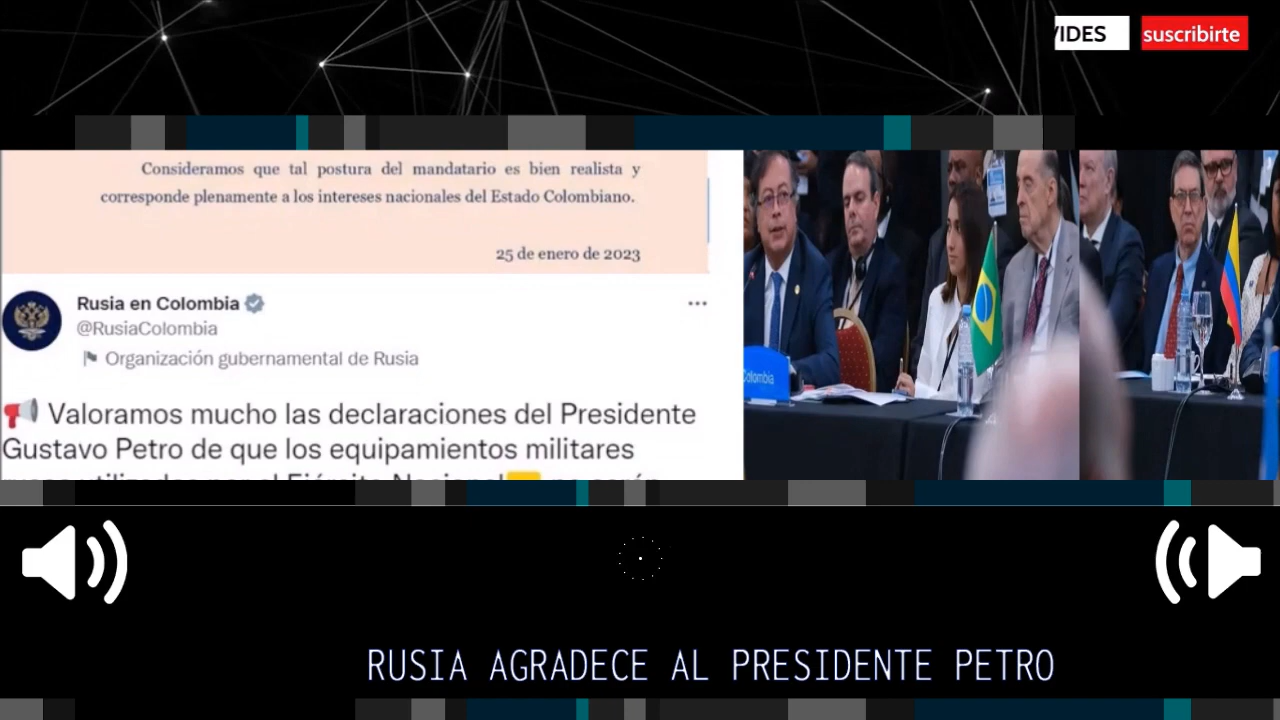 VIDES
suscribirte
Consideramos que tal postura del mandatario es bien realista y
corresponde plenamente a los intereses nacionales del Estado Colombiano.
25 de enero de 2023
Rusia en Colombia
@RusiaColombia
Organización gubernamental de Rusia
Valoramos mucho las declaraciones del Presidente
Gustavo Petro de que los equipamientos militares
Colombia
RUSIA AGRADECE AL PRESIDENTE PETRO